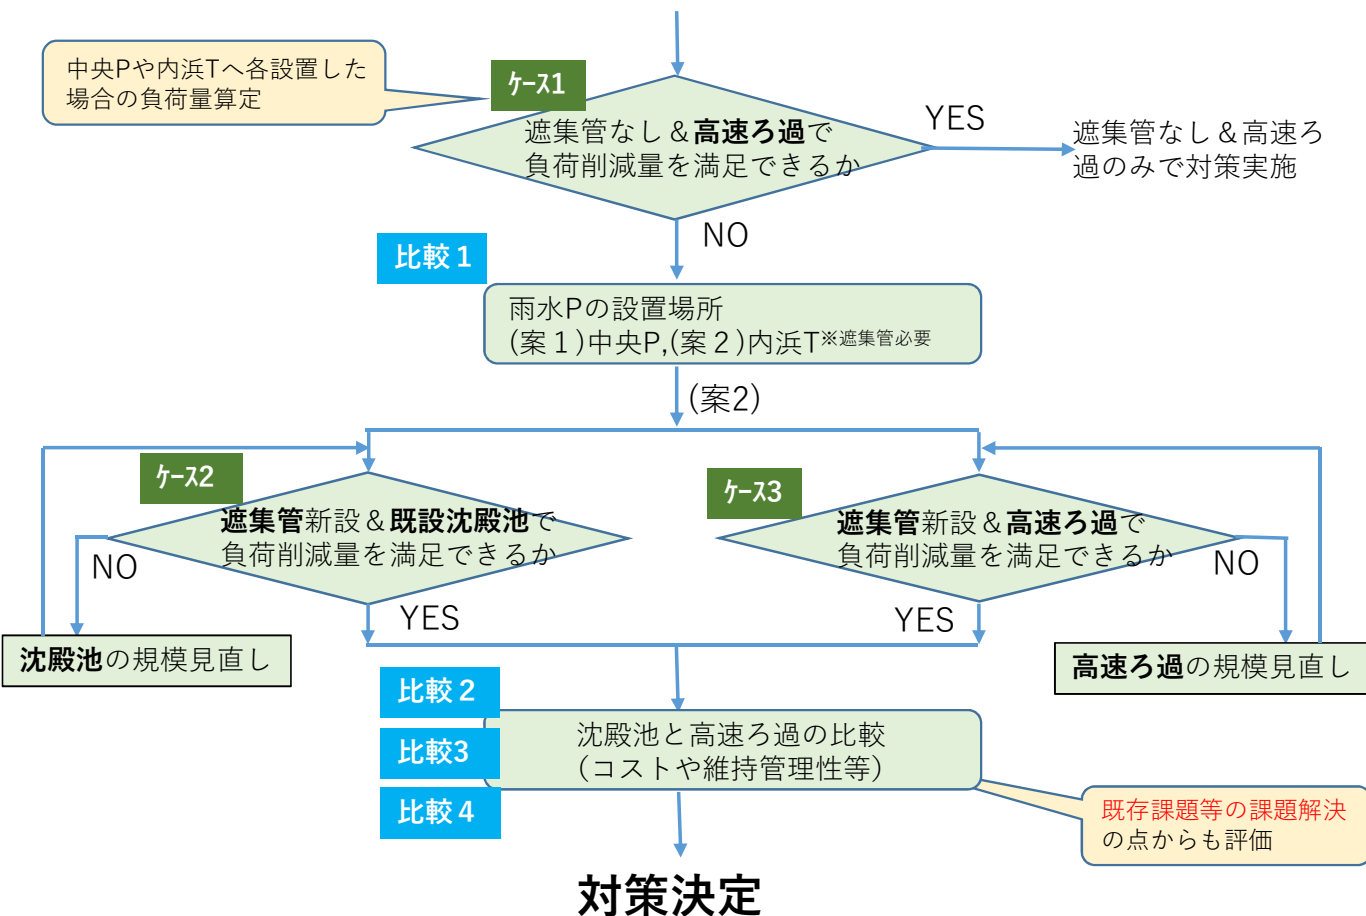 中央Pや内浜Tへ各設置した
場合の負荷量算定
ｹｰｽ1
遮集管なし＆高速ろ過で
負荷削減量を満足できるか
YES
遮集管なし＆高速ろ
過のみで対策実施
NO
比較１
雨水Pの設置場所
(案１)中央P,(案２)内浜T※遮集管必要
(案2)
ｹｰｽ2
遮集管新設＆既設沈殿池で
負荷削減量を満足できるか
NO
YES
沈殿池の規模見直し
ｹｰｽ3
遮集管新設＆高速ろ過で
負荷削減量を満足できるか
NO
YES
高速ろ過の規模見直し
比較２
比較3
比較４
沈殿池と高速ろ過の比較
（コストや維持管理性等）
既存課題等の課題解決
の点からも評価
対策決定